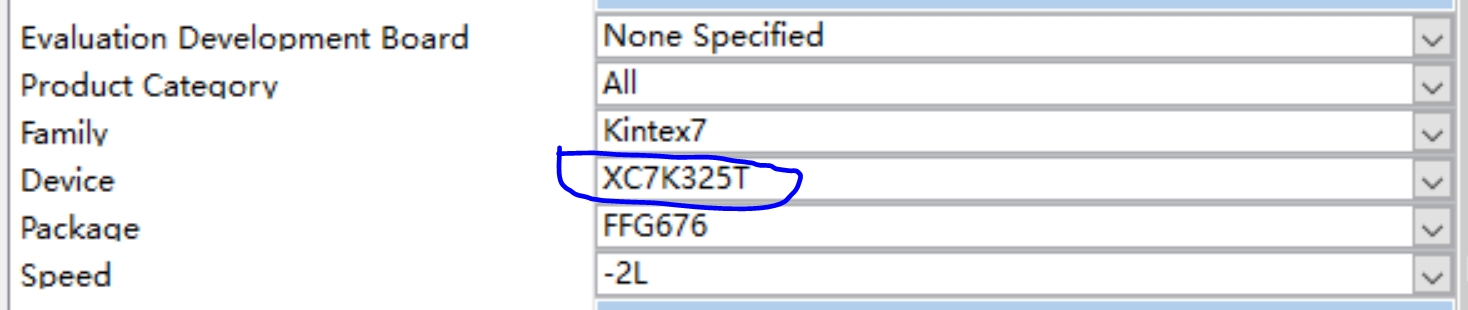 Evaluation Development Board None Specified
Product Category All
Family Kintex7
Device XC7K325T
Package FFG676
Speed -2L